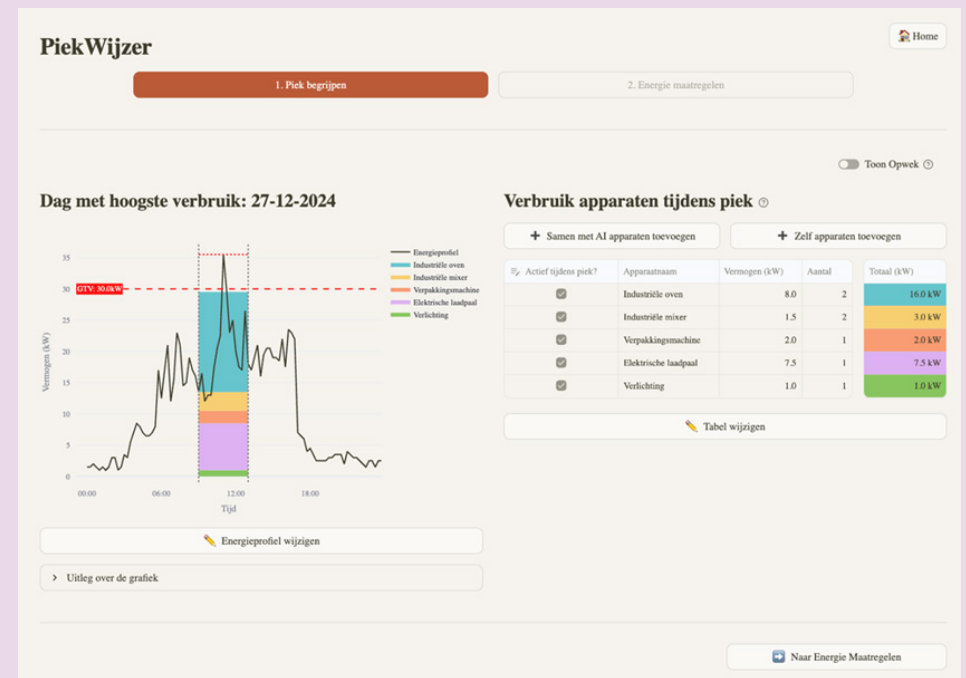 PiekWijzer
🏠 Home
1. Piek begrijpen
2. Energie maatregelen
Toon Opwek
Dag met hoogste verbruik: 27-12-2024
35
30
25
20
15
10
5
0
Vermogen (kW)
GTV: 30.0kW
00:00 06:00 12:00 18:00
Tijd
Energieprofiel
Industriële oven
Industriële mixer
Verpakkingsmachine
Elektrische laadpaal
Verlichting
✏️ Energieprofiel wijzigen
> Uitleg over de grafiek
Verbruik apparaten tijdens piek
+ Samen met AI apparaten toevoegen
+ Zelf apparaten toevoegen
Actief tijdens piek? Apparaatnaam Vermogen (kW) Aantal Totaal (kW)
Industriële oven 8.0 2 16.0 kW
Industriële mixer 1.5 2 3.0 kW
Verpakkingsmachine 2.0 1 2.0 kW
Elektrische laadpaal 7.5 1 7.5 kW
Verlichting 1.0 1 1.0 kW
✏️ Tabel wijzigen
➡️ Naar Energie Maatregelen